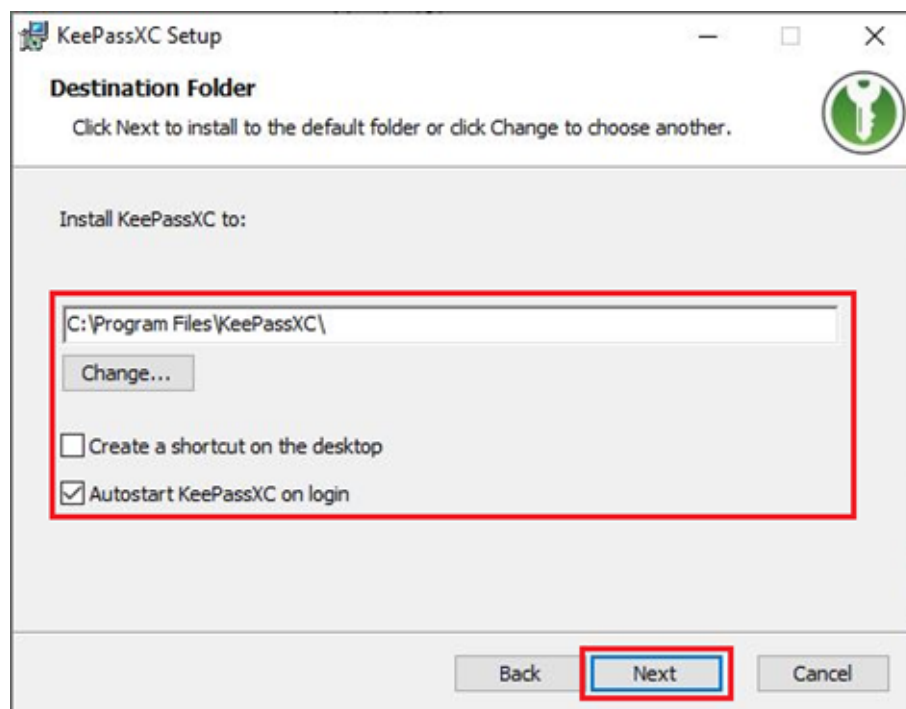 KeePassXC Setup
Destination Folder
Click Next to install to the default folder or click Change to choose another.
Install KeePassXC to:
C:\Program Files\KeePassXC\
Change...
Create a shortcut on the desktop
Autostart KeePassXC on login
Back Next Cancel